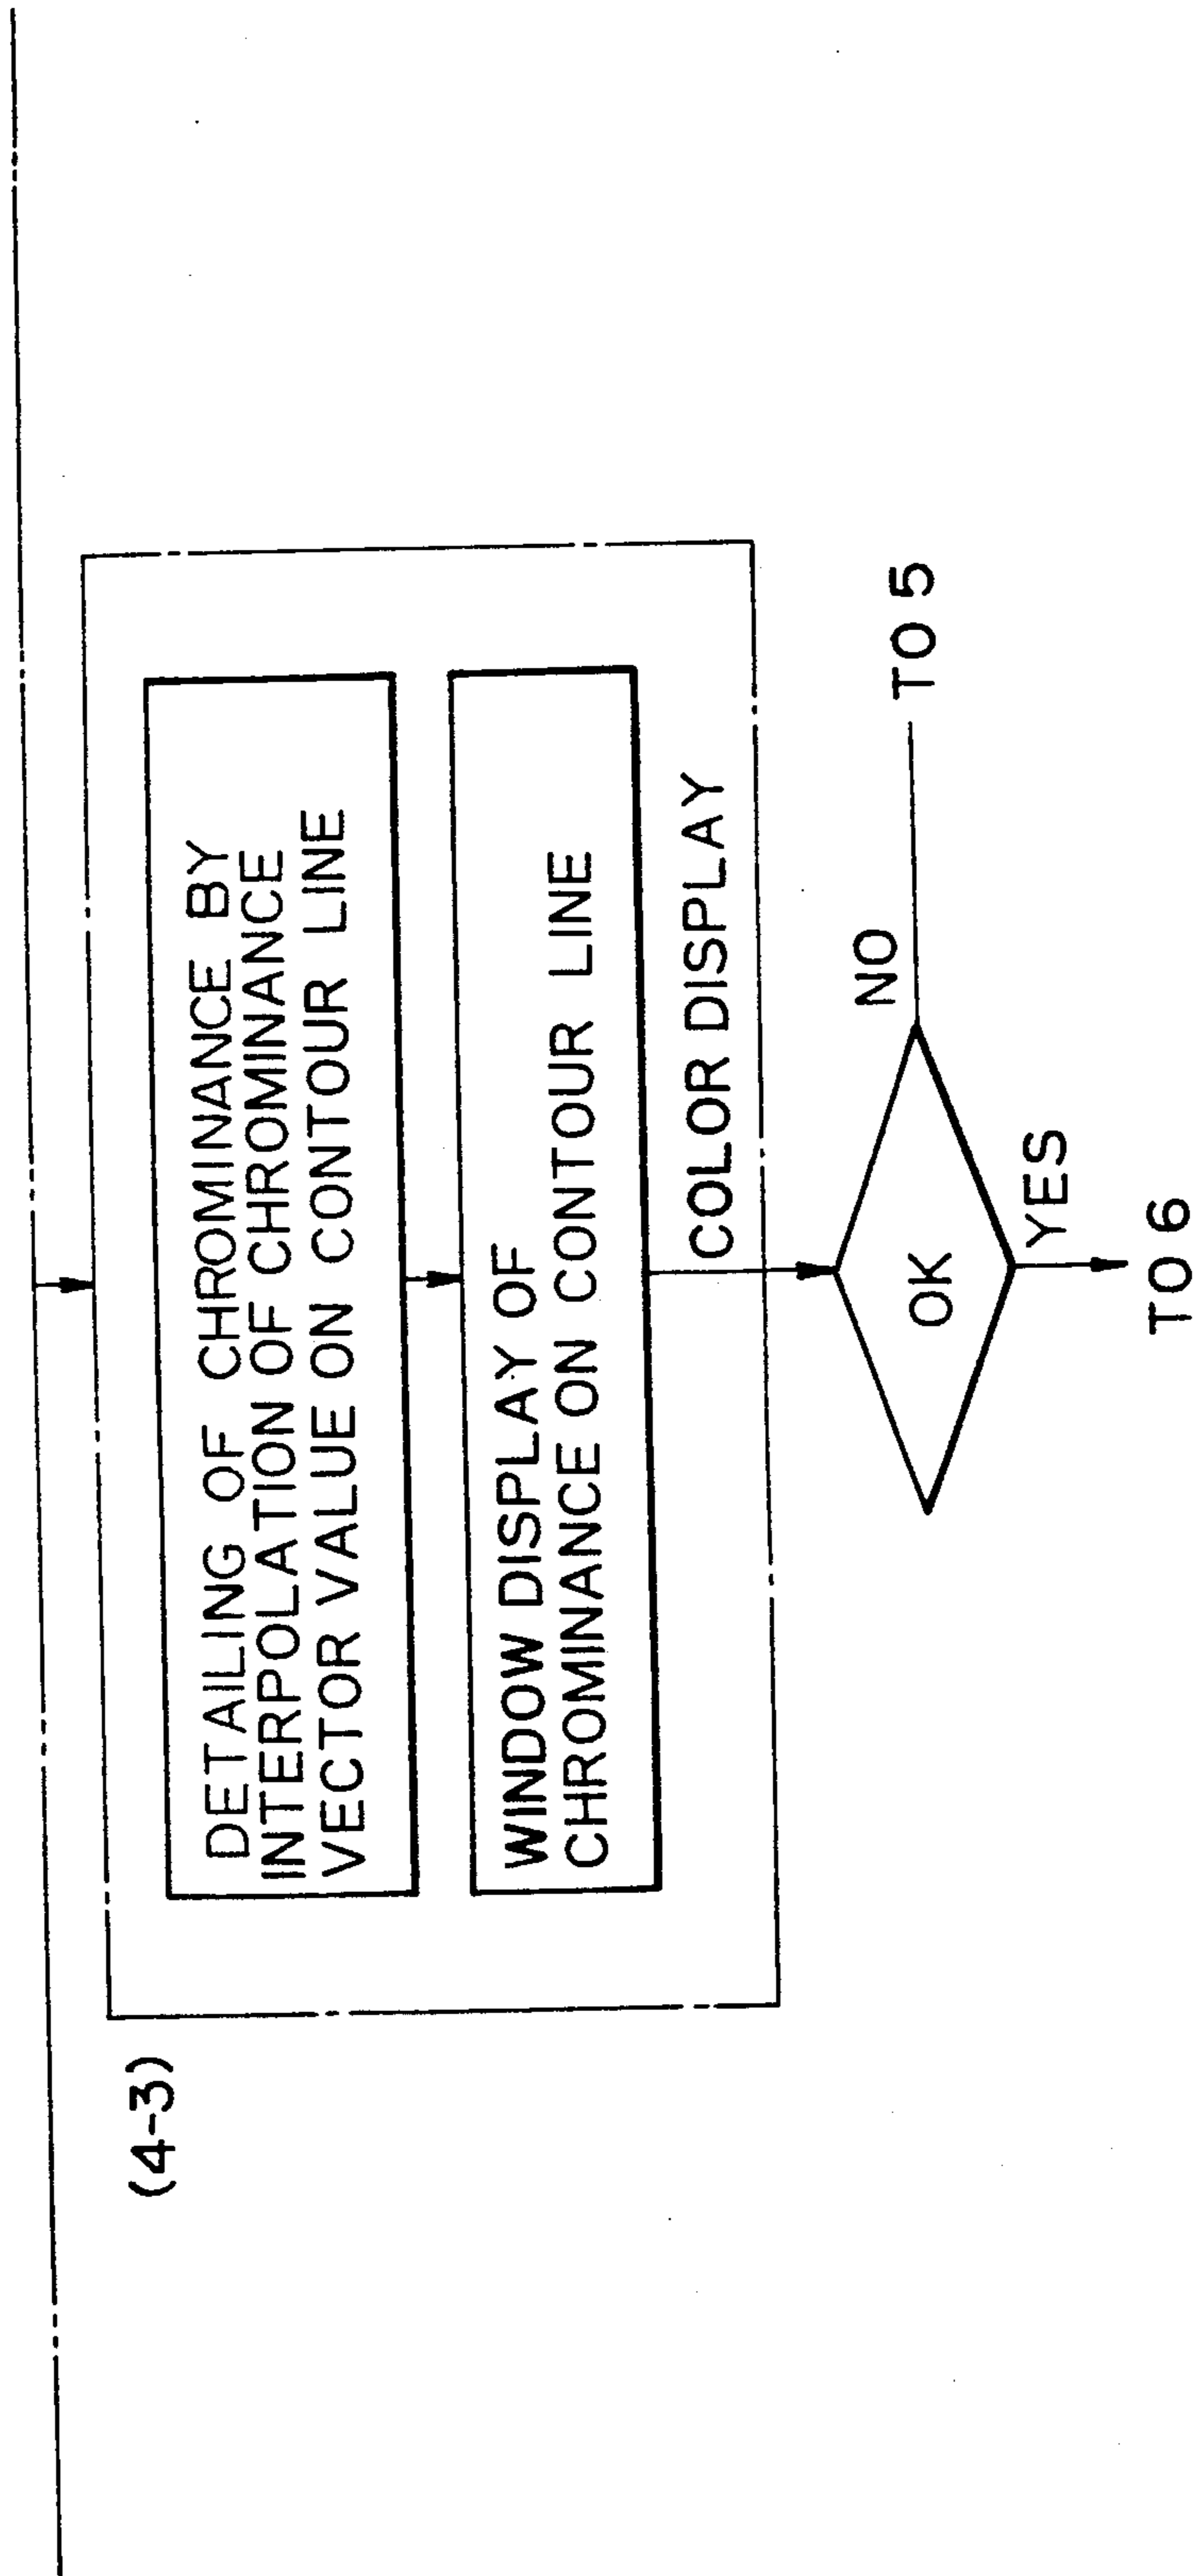 (4-3)
DETAILING OF CHROMINANCE BY
INTERPOLATION OF CHROMINANCE
VECTOR VALUE ON CONTOUR LINE
WINDOW DISPLAY OF
CHROMINANCE ON CONTOUR LINE
COLOR DISPLAY
OK
NO
TO 5
YES
TO 6